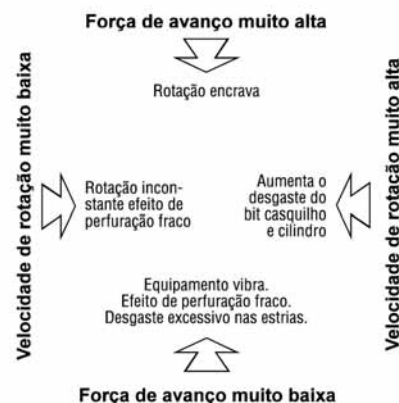 Força de avanço muito alta
Rotação encrava
Velocidade de rotação muito baixa
Rotação incon-
stante efeito de
perfuração fraco
Aumenta o
desgaste do
bit casquilho
e cilindro
Velocidade de rotação muito alta
Equipamento vibra.
Efeito de perfuração fraco.
Desgaste excessivo nas estrias.
Força de avanço muito baixa